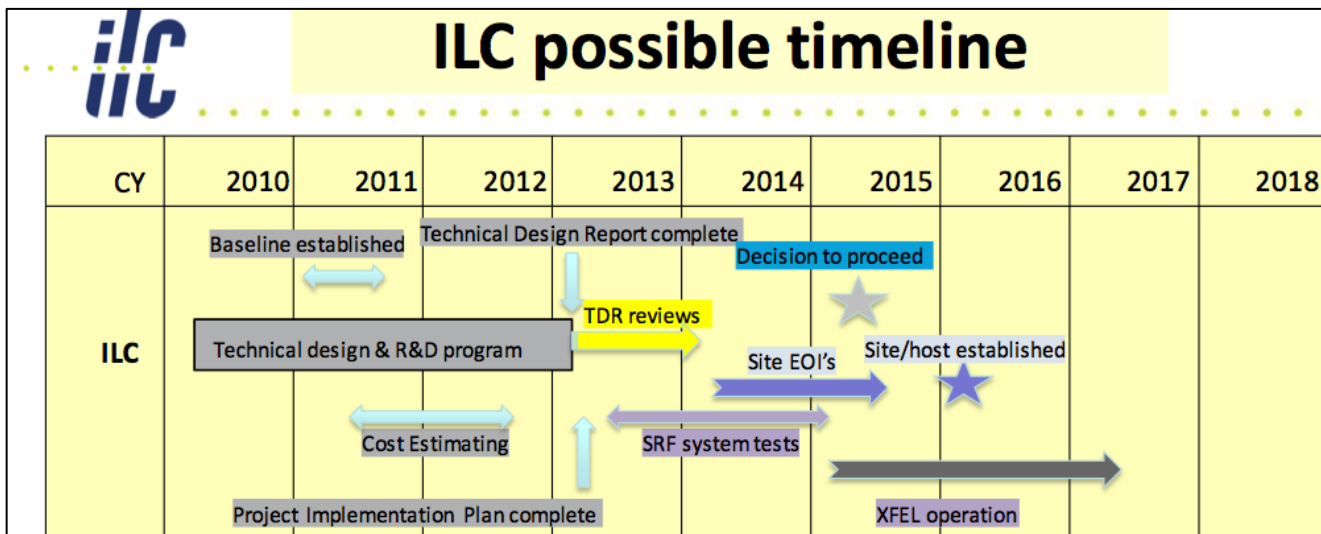 ilc
ILC possible timeline
CY 2010 2011 2012 2013 2014 2015 2016 2017 2018
Baseline established
Technical Design Report complete
Decision to proceed
TDR reviews
ILC
Technical design & R&D program
Site EOI's
Site/host established
Cost Estimating
SRF system tests
Project Implementation Plan complete
XFEL operation